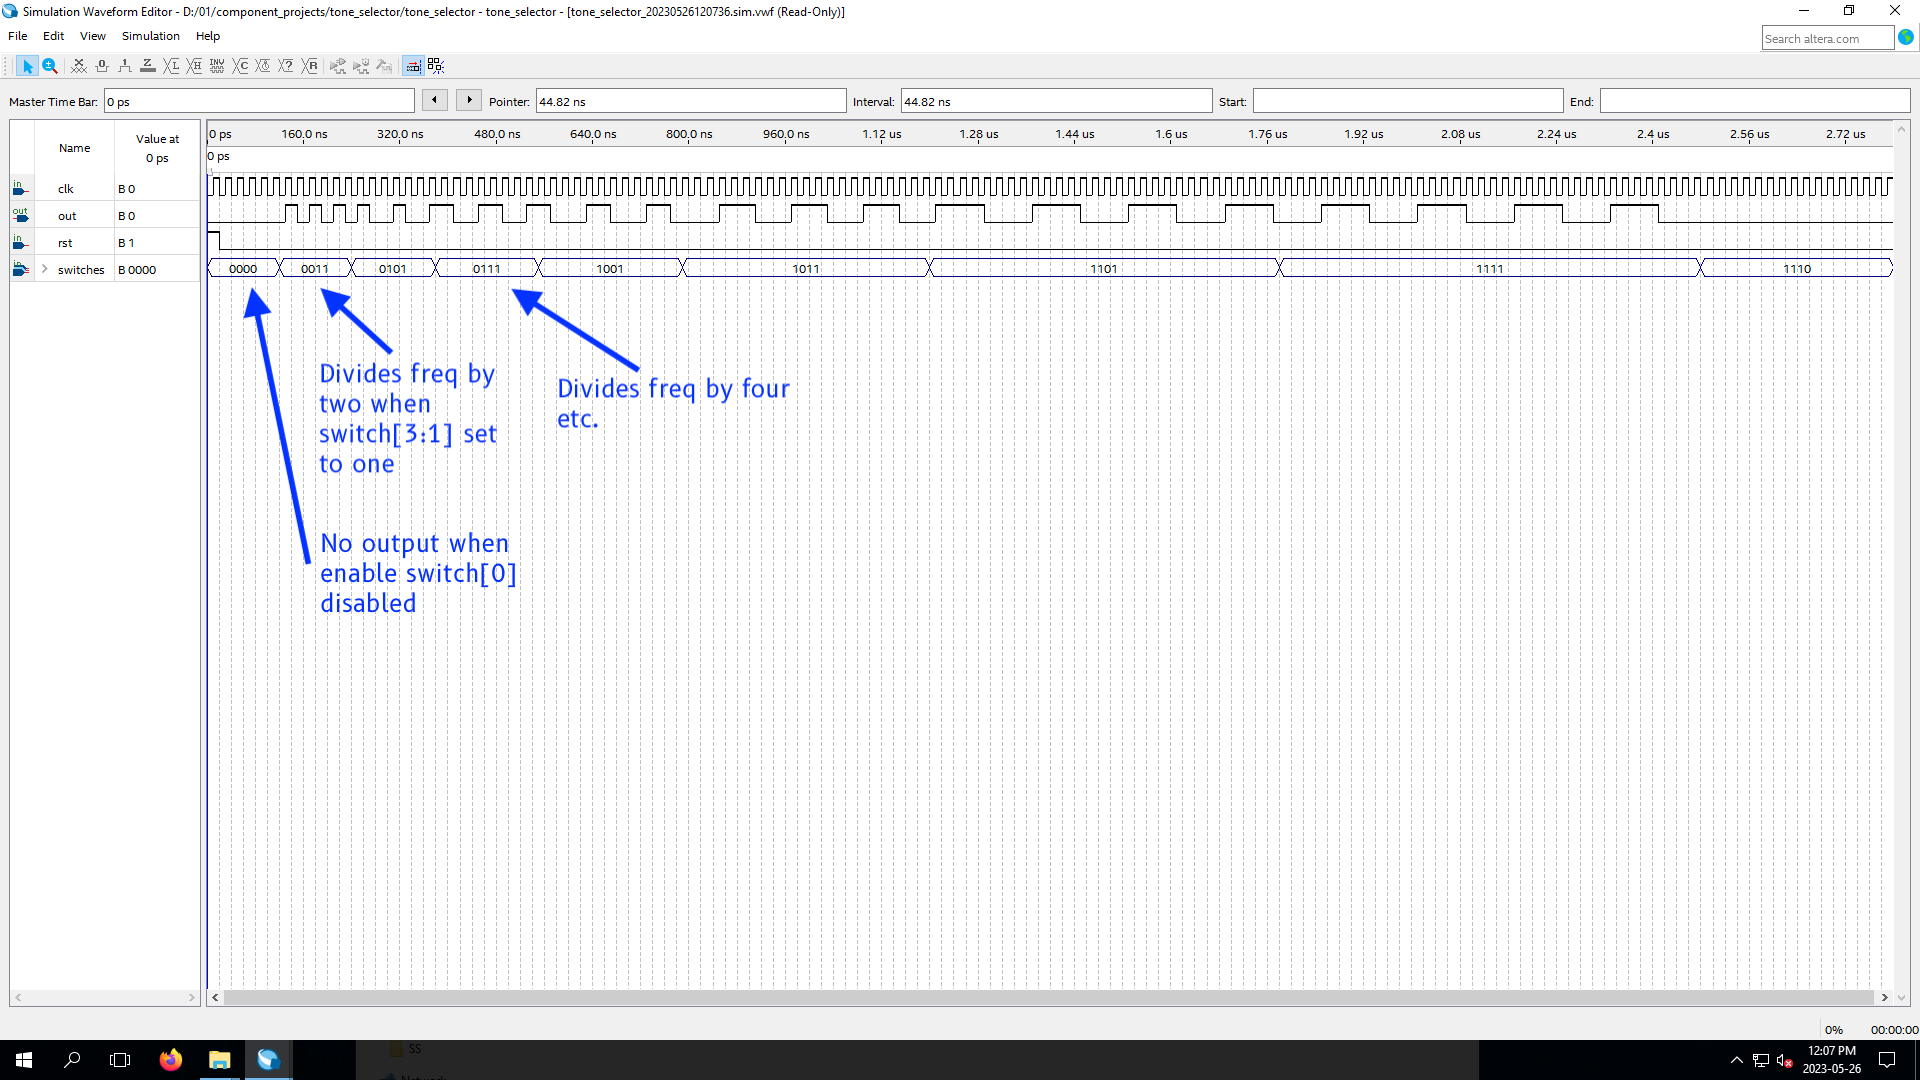 Simulation Waveform Editor - D:/01/component_projects/tone_selector/tone_selector - tone_selector - [tone_selector_20230526120736.sim.vwf (Read-Only)]
File Edit View Simulation Help
Search altera.com
Master Time Bar: 0 ps Pointer: 44.82 ns Interval: 44.82 ns Start: End:
Name Value at 0 ps
0 ps 160.0 ns 320.0 ns 480.0 ns 640.0 ns 800.0 ns 960.0 ns 1.12 us 1.28 us 1.44 us 1.6 us 1.76 us 1.92 us 2.08 us 2.24 us 2.4 us 2.56 us 2.72 us
0 ps
in clk B 0
out out B 0
in rst B 1
in switches B 0000 0000 0011 0101 0111 1001 1011 1101 1111 1110
Divides freq by
two when
switch[3:1] set
to one
Divides freq by four
etc.
No output when
enable switch[0]
disabled
0% 00:00:00
SS
Network
12:07 PM
2023-05-26